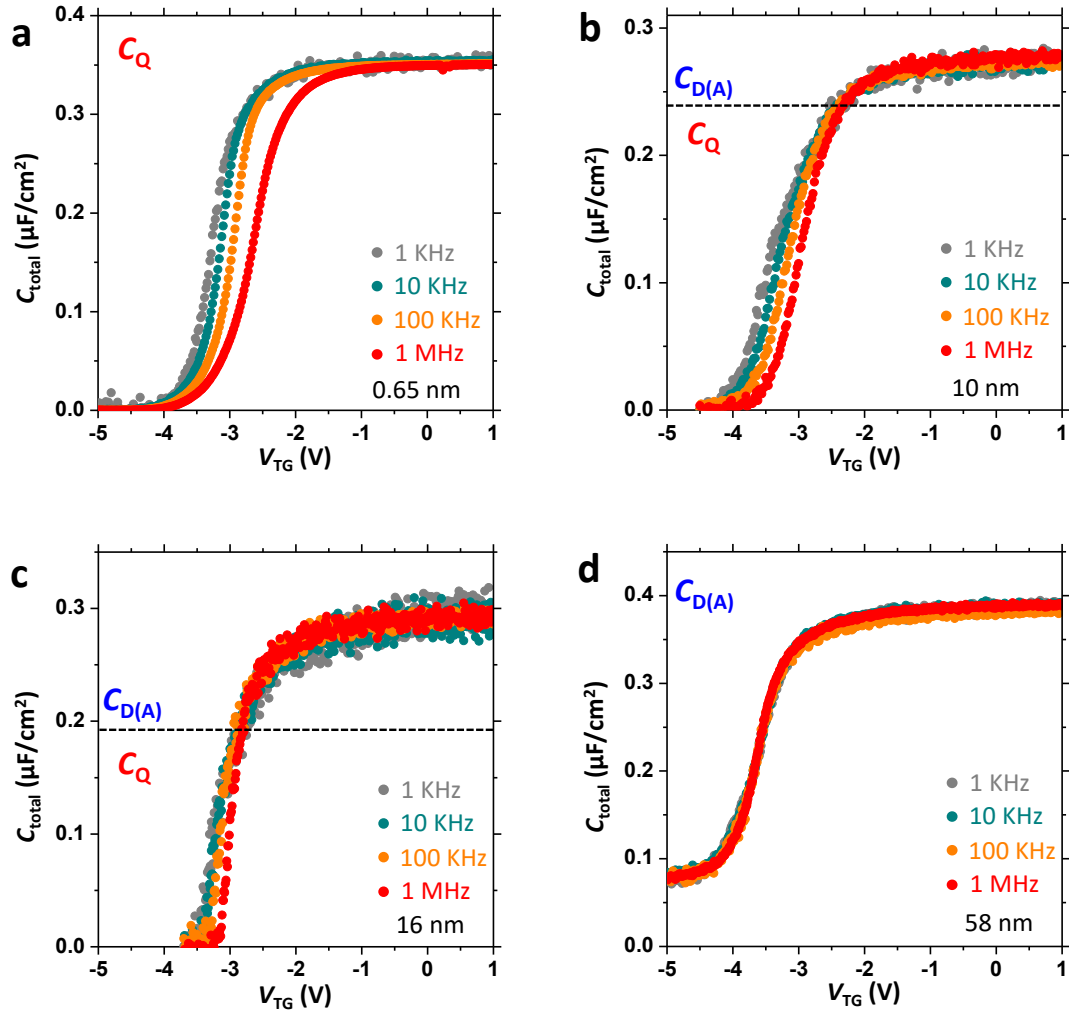 a
C_Q
C_total (µF/cm²)
0.4
0.3
0.2
0.1
0.0
1 KHz
10 KHz
100 KHz
1 MHz
0.65 nm
-5 -4 -3 -2 -1 0 1
V_TG (V)
b
C_D(A)
C_Q
C_total (µF/cm²)
0.3
0.2
0.1
0.0
1 KHz
10 KHz
100 KHz
1 MHz
10 nm
-5 -4 -3 -2 -1 0 1
V_TG (V)
c
C_D(A)
C_Q
C_total (µF/cm²)
0.3
0.2
0.1
0.0
1 KHz
10 KHz
100 KHz
1 MHz
16 nm
-5 -4 -3 -2 -1 0 1
V_TG (V)
d
C_D(A)
C_total (µF/cm²)
0.4
0.3
0.2
0.1
0.0
1 KHz
10 KHz
100 KHz
1 MHz
58 nm
-5 -4 -3 -2 -1 0 1
V_TG (V)